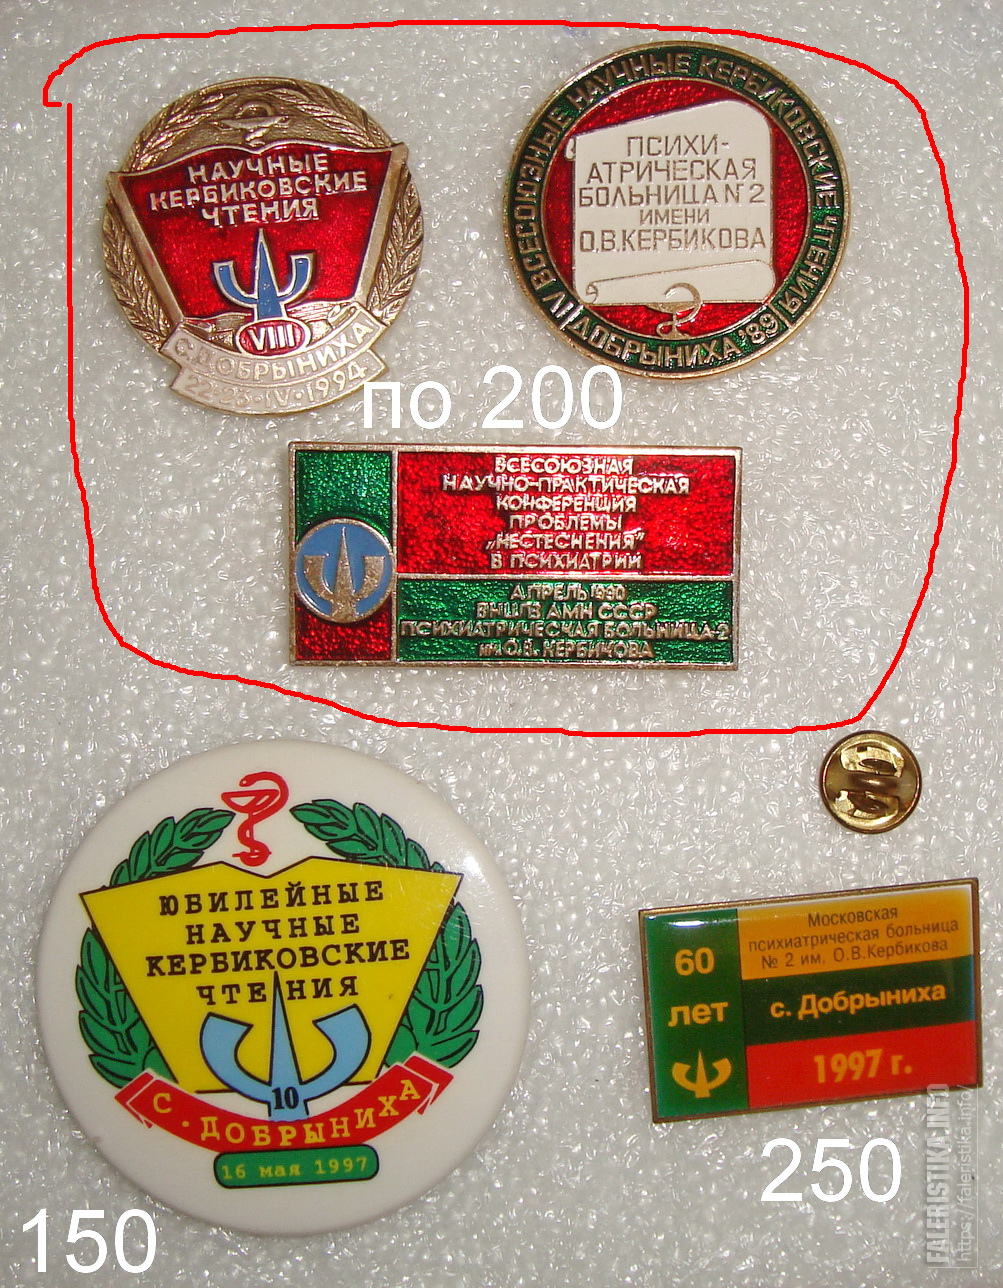 НАУЧНЫЕ
КЕРБИКОВСКИЕ
ЧТЕНИЯ
VIII
С. ДОБРЫНИХА
22-23-IV-1994
IV ВСЕСОЮЗНЫЕ НАУЧНЫЕ КЕРБИКОВСКИЕ ЧТЕНИЯ
ПСИХИ-
АТРИЧЕСКАЯ
БОЛЬНИЦА №2
ИМЕНИ
О.В.КЕРБИКОВА
ДОБРЫНИХА '89
по 200
ВСЕСОЮЗНАЯ
НАУЧНО-ПРАКТИЧЕСКАЯ
КОНФЕРЕНЦИЯ
ПРОБЛЕМЫ
„НЕСТЕСНЕНИЯ"
В ПСИХИАТРИИ
АПРЕЛЬ 1990
АМН СССР
ПСИХИАТРИЧЕСКАЯ БОЛЬНИЦА-2
им. О.В. КЕРБИКОВА
ЮБИЛЕЙНЫЕ
НАУЧНЫЕ
КЕРБИКОВСКИЕ
ЧТЕНИЯ
10
С. ДОБРЫНИХА
16 мая 1997
150
60
лет
Московская
психиатрическая больница
№ 2 им. О.В.Кербикова
с. Добрыниха
1997 г.
250
FALERISTIKA.INFO
https://faleristika.info